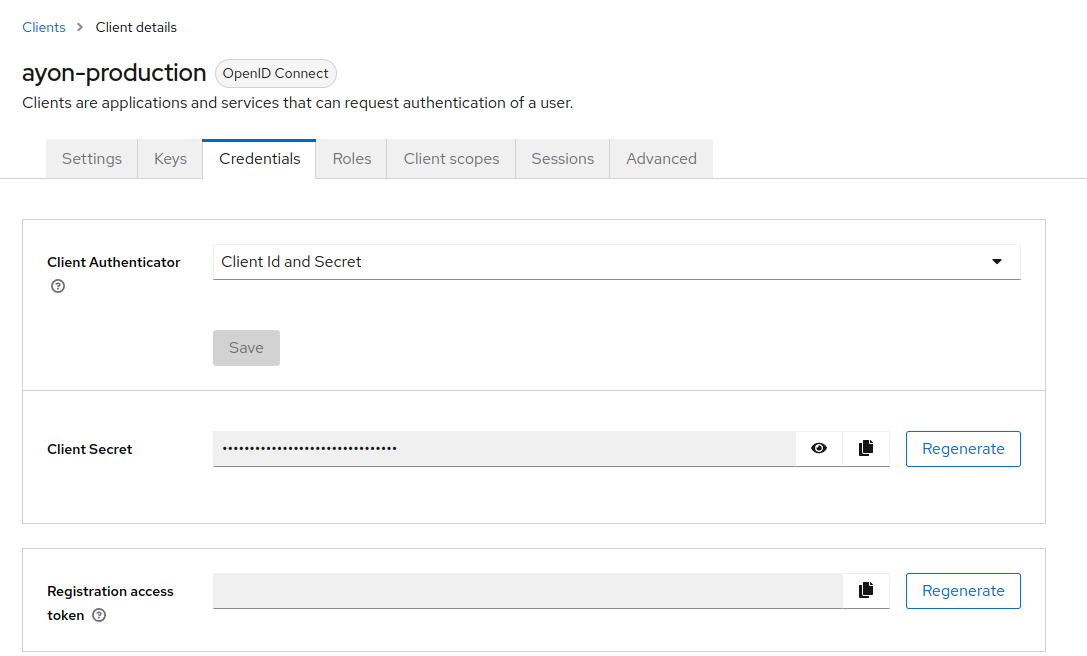 Clients > Client details
ayon-production OpenID Connect
Clients are applications and services that can request authentication of a user.
Settings Keys Credentials Roles Client scopes Sessions Advanced
Client Authenticator
Client Id and Secret
Save
Client Secret
••••••••••••••••••••••••••••••••
Regenerate
Registration access
token
Regenerate